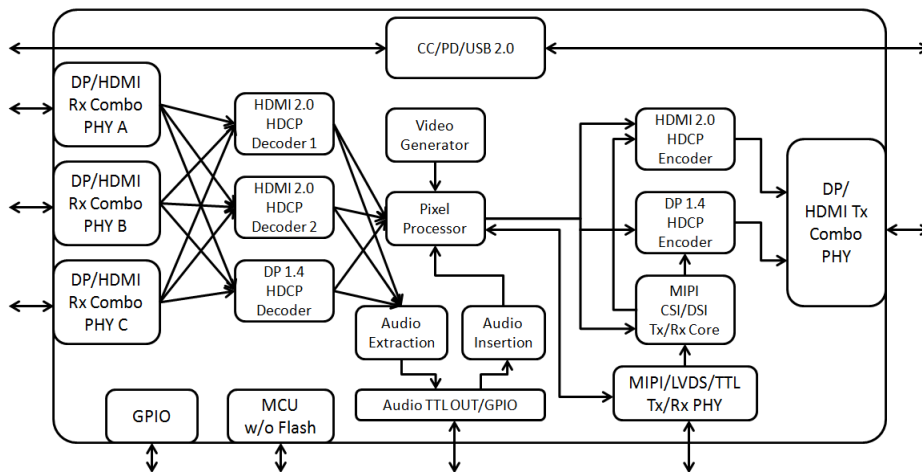 CC/PD/USB 2.0
DP/HDMI
Rx Combo
PHY A
DP/HDMI
Rx Combo
PHY B
DP/HDMI
Rx Combo
PHY C
HDMI 2.0
HDCP
Decoder 1
HDMI 2.0
HDCP
Decoder 2
DP 1.4
HDCP
Decoder
Video
Generator
Pixel
Processor
Audio
Extraction
Audio
Insertion
Audio TTL OUT/GPIO
HDMI 2.0
HDCP
Encoder
DP 1.4
HDCP
Encoder
MIPI
CSI/DSI
Tx/Rx Core
MIPI/LVDS/TTL
Tx/Rx PHY
DP/
HDMI Tx
Combo
PHY
GPIO
MCU
w/o Flash